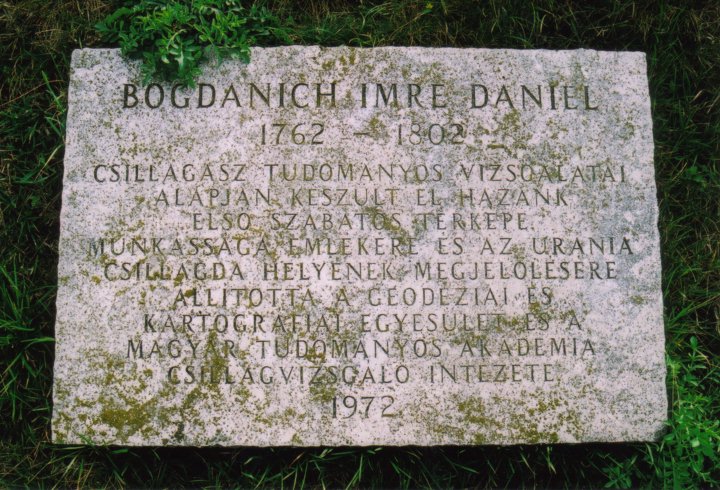 BOGDANICH IMRE DANIEL
1762 – 1802
CSILLAGASZ TUDOMANYOS VIZSGALATAI
ALAPJAN KESZULT EL HAZANK
ELSO SZABATOS TERKEPE.
MUNKASSAGA EMLEKERE ES AZ URANIA
CSILLAGDA HELYENEK MEGJELOLESERE
ALLITOTTA A GEODEZIAI ES
KARTOGRAFIAI EGYESULET ES A
MAGYAR TUDOMANYOS AKADEMIA
CSILLAGVIZSGALO INTEZETE.
1972